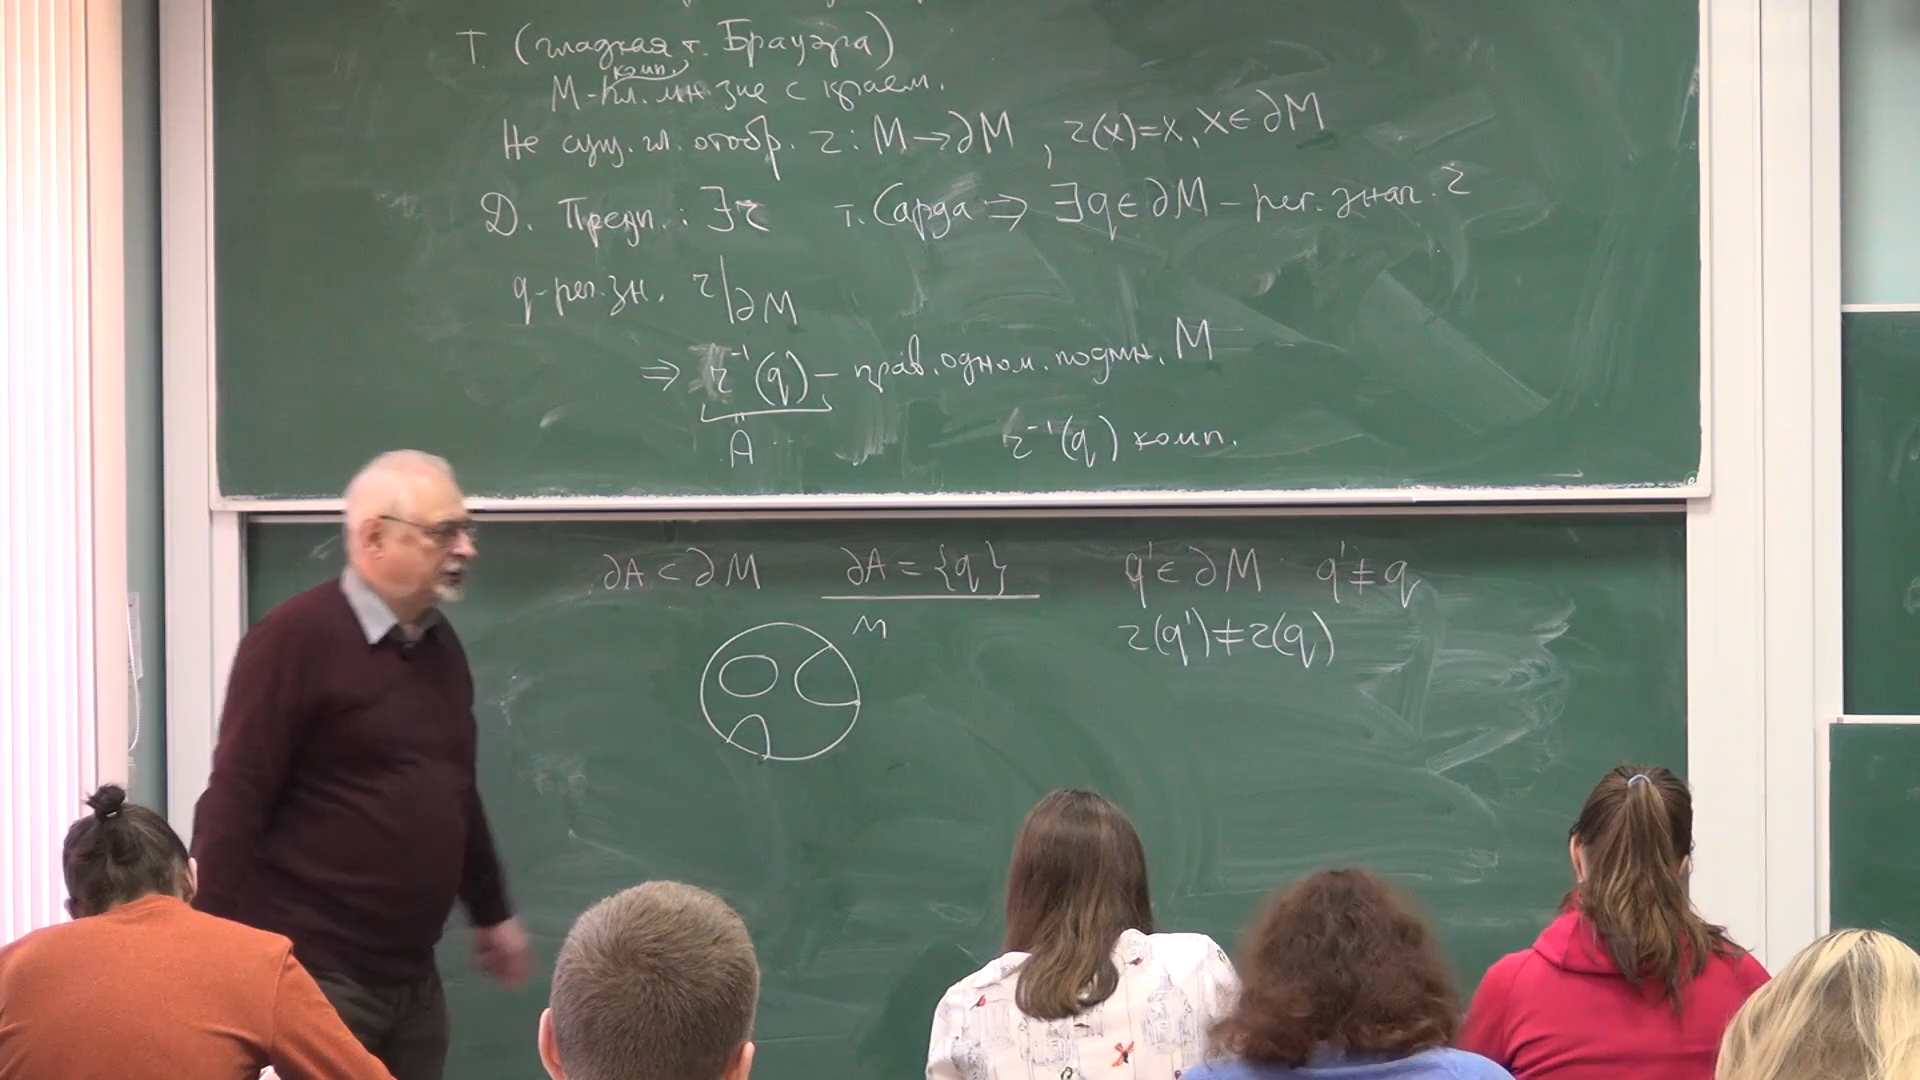 Т. (гладкая т. Брауэра)
комп.
M - гл. мн-зие с краем.
Не сущ. гл. отобр. r: M → ∂M , r(x)=x, x ∈ ∂M
D. Предп.: ∃r т. Сарда ⇒ ∃q ∈ ∂M – рег. знач. r
q - рег. зн. r|∂M
⇒ r⁻¹(q) – прав. одном. подмн. M
A r⁻¹(q) комп.
∂A ⊂ ∂M ∂A = {q} q' ∈ ∂M q' ≠ q
M r(q') ≠ r(q)